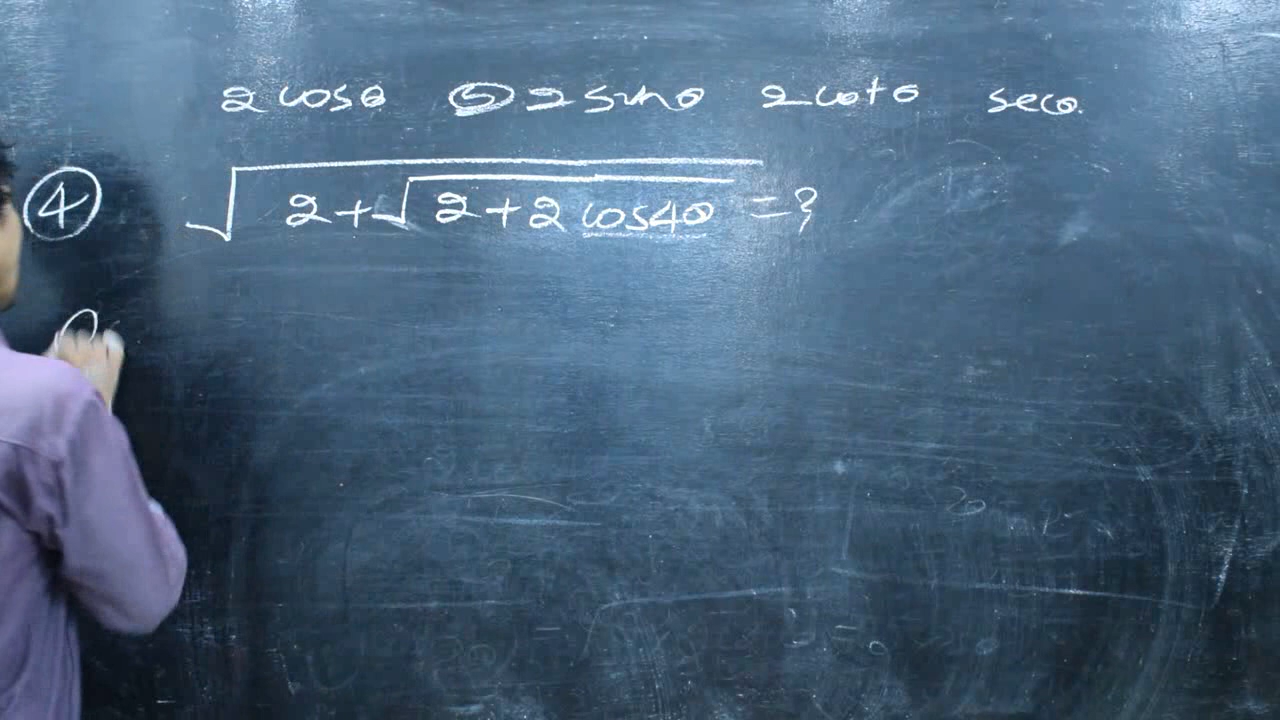 2cosθ 2sinθ 2cotθ secθ.
④ √(2+√(2+2cos4θ)) = ?